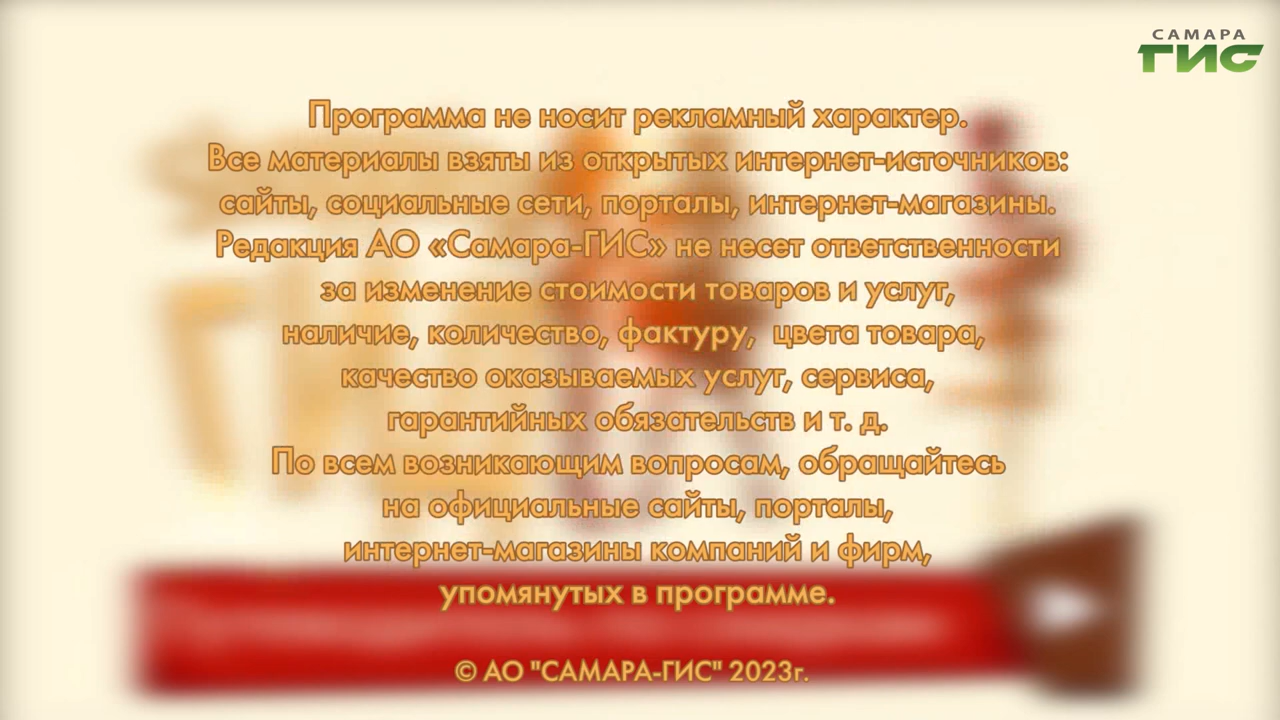 САМАРА
ГИС
Программа не носит рекламный характер.
Все материалы взяты из открытых интернет-источников:
сайты, социальные сети, порталы, интернет-магазины.
Редакция АО «Самара-ГИС» не несет ответственности
за изменение стоимости товаров и услуг,
наличие, количество, фактуру, цвета товара,
качество оказываемых услуг, сервиса,
гарантийных обязательств и т. д.
По всем возникающим вопросам, обращайтесь
на официальные сайты, порталы,
интернет-магазины компаний и фирм,
упомянутых в программе.
© АО "САМАРА-ГИС" 2023г.